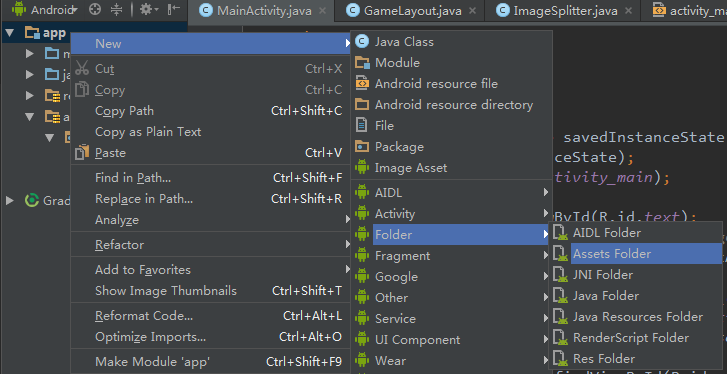 Android
MainActivity.java
GameLayout.java
ImageSplitter.java
activity_ma
app
m
ja
re
a
Grad
New
Cut Ctrl+X
Copy Ctrl+C
Copy Path Ctrl+Shift+C
Copy as Plain Text
Paste Ctrl+V
Find in Path... Ctrl+Shift+F
Replace in Path... Ctrl+Shift+R
Analyze
Refactor
Add to Favorites
Show Image Thumbnails Ctrl+Shift+T
Reformat Code... Ctrl+Alt+L
Optimize Imports... Ctrl+Alt+O
Make Module 'app' Ctrl+Shift+F9
Java Class
Module
Android resource file
Android resource directory
File
Package
Image Asset
AIDL
Activity
Folder
Fragment
Google
Other
Service
UI Component
Wear
AIDL Folder
Assets Folder
JNI Folder
Java Folder
Java Resources Folder
RenderScript Folder
Res Folder
savedInstanceState
ceState);
tivity_main);
yById(R.id.text);